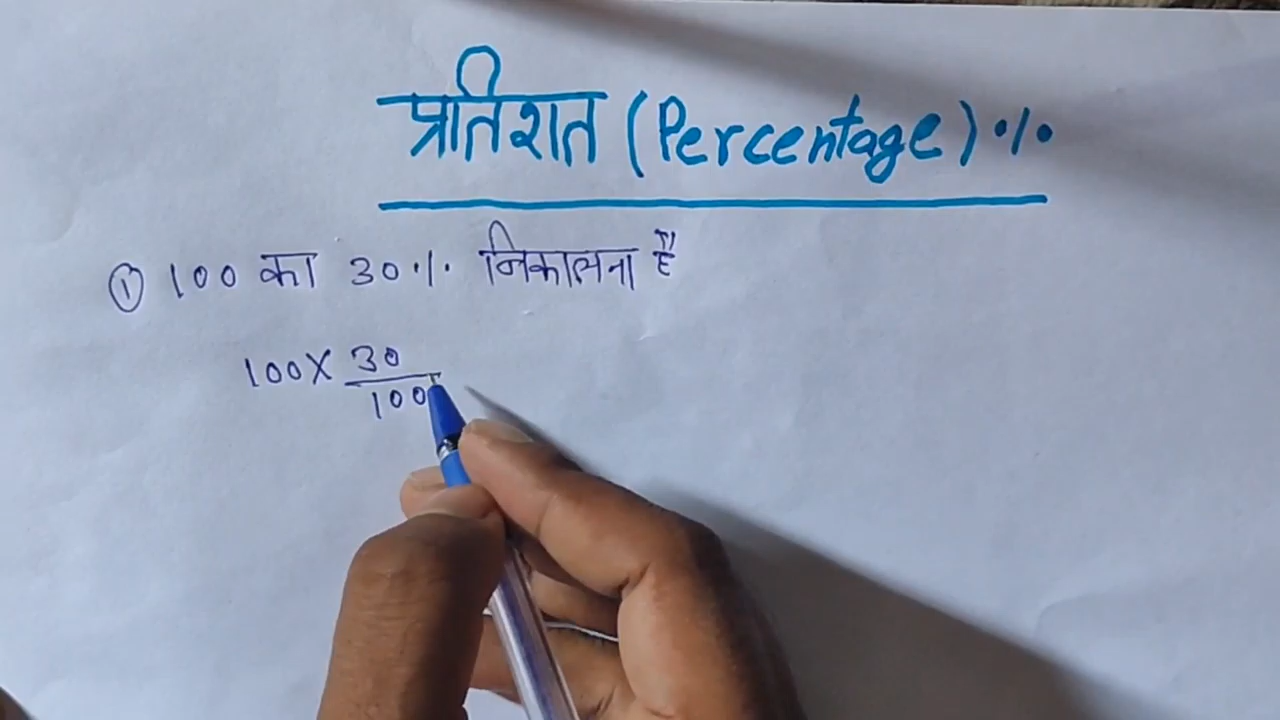 प्रतिशत (Percentage) %
① 100 का 30% निकालना है
100 × 30/100